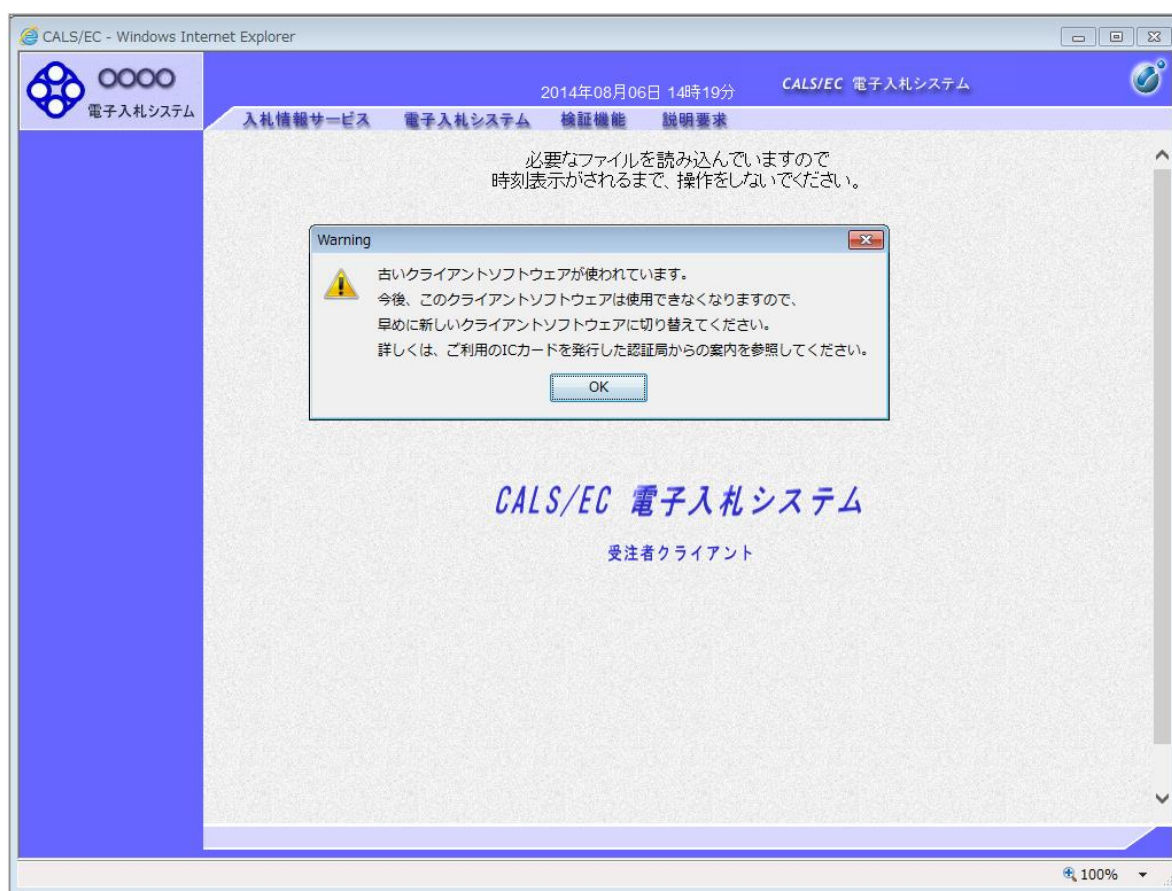 CALS/EC - Windows Internet Explorer
〇〇〇〇
電子入札システム
2014年08月06日 14時19分
CALS/EC 電子入札システム
入札情報サービス 電子入札システム 検証機能 説明要求
必要なファイルを読み込んでいますので
時刻表示がされるまで、操作をしないでください。
Warning
古いクライアントソフトウェアが使われています。
今後、このクライアントソフトウェアは使用できなくなりますので、
早めに新しいクライアントソフトウェアに切り替えてください。
詳しくは、ご利用のICカードを発行した認証局からの案内を参照してください。
OK
CALS/EC 電子入札システム
受注者クライアント
100%